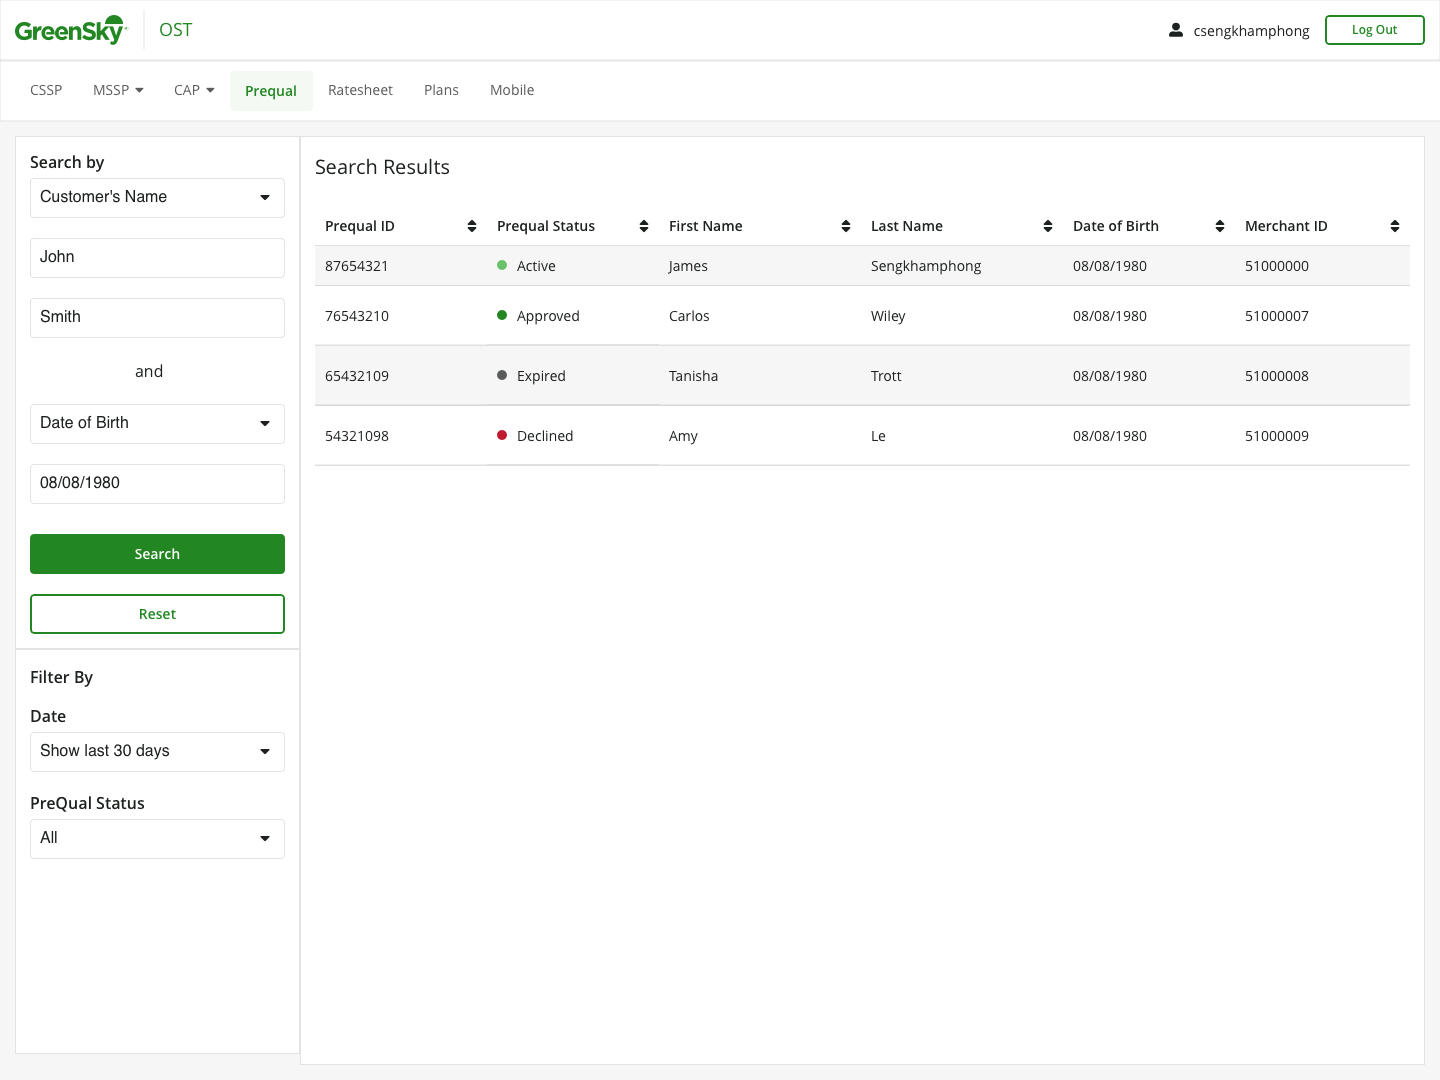 GreenSky OST csengkhamphong Log Out
CSSP MSSP CAP Prequal Ratesheet Plans Mobile
Search by
Customer's Name
John
Smith
and
Date of Birth
08/08/1980
Search
Reset
Filter By
Date
Show last 30 days
PreQual Status
All
Search Results
Prequal ID Prequal Status First Name Last Name Date of Birth Merchant ID
87654321 Active James Sengkhamphong 08/08/1980 51000000
76543210 Approved Carlos Wiley 08/08/1980 51000007
65432109 Expired Tanisha Trott 08/08/1980 51000008
54321098 Declined Amy Le 08/08/1980 51000009